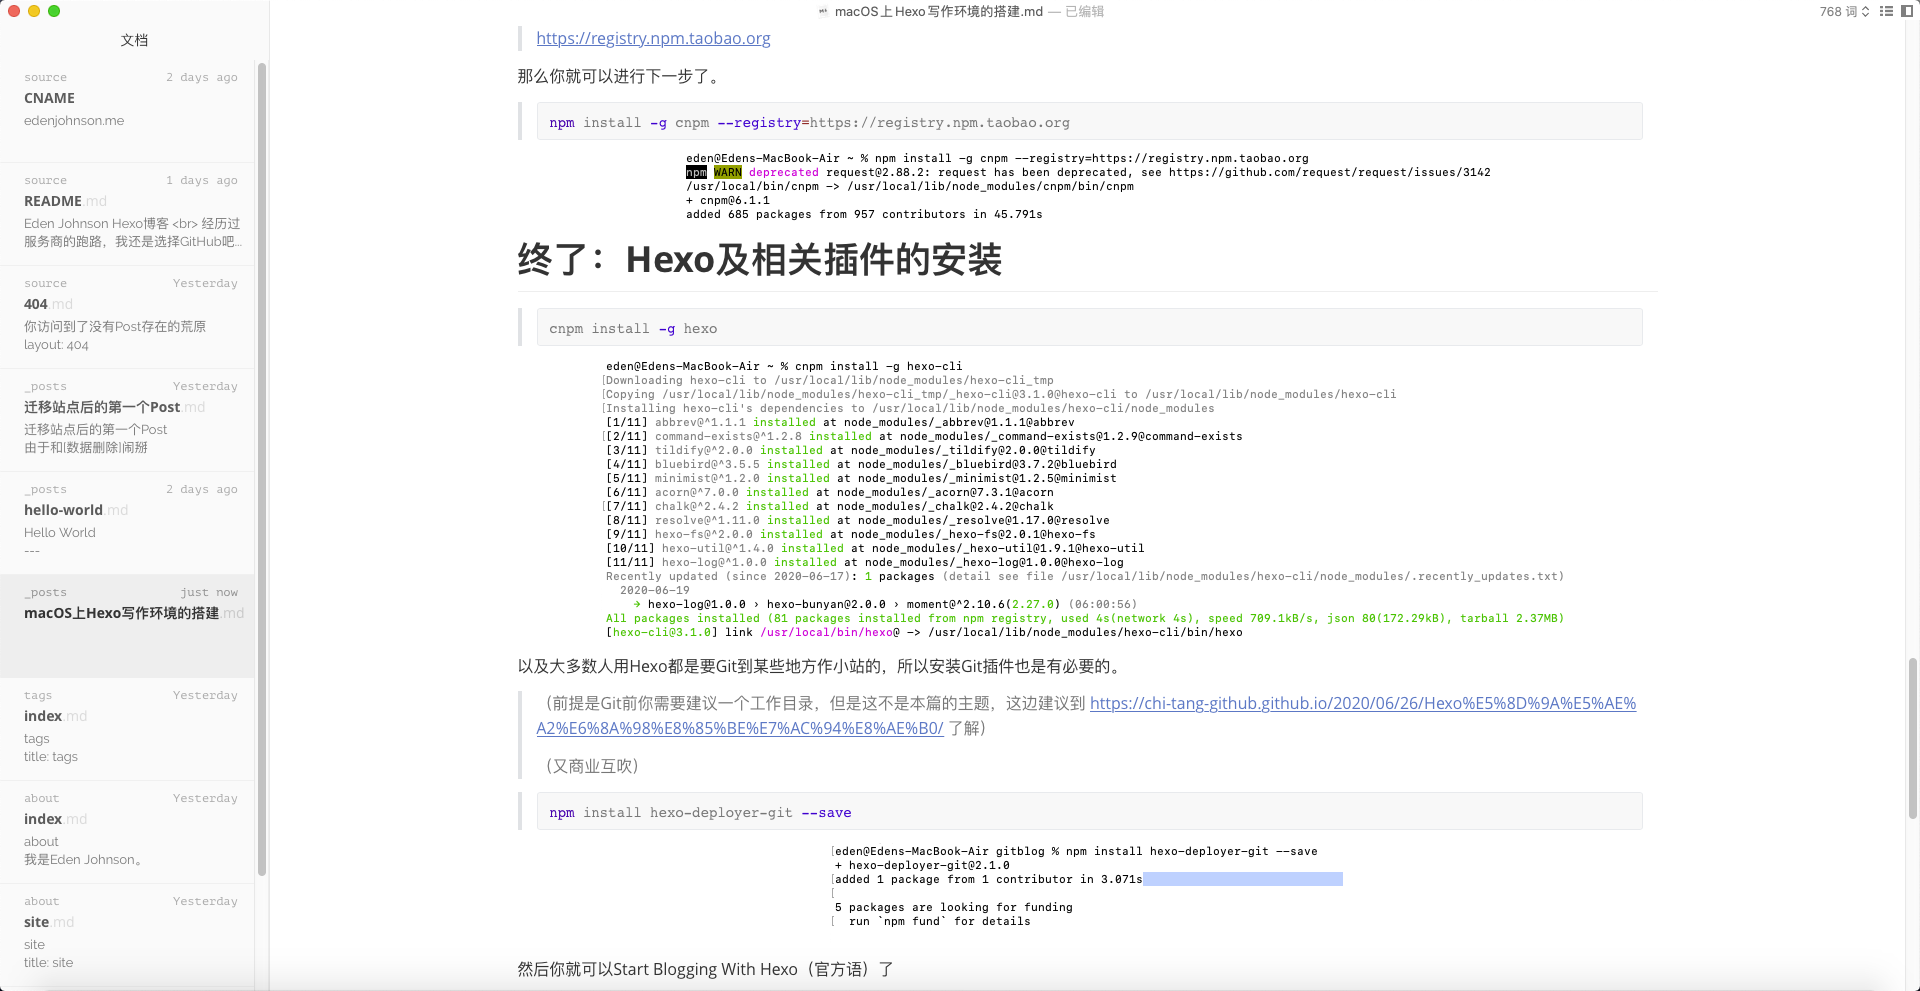 macOS上Hexo写作环境的搭建.md — 已编辑
768 词
文档
source 2 days ago
CNAME
edenjohnson.me
source 1 days ago
README.md
Eden Johnson Hexo博客 <br> 经历过
服务商的跑路，我还是选择GitHub吧...
source Yesterday
404.md
你访问到了没有Post存在的荒原
layout: 404
_posts Yesterday
迁移站点后的第一个Post.md
迁移站点后的第一个Post
由于和[数据删除]闹掰
_posts 2 days ago
hello-world.md
Hello World
---
_posts just now
macOS上Hexo写作环境的搭建.md
tags Yesterday
index.md
tags
title: tags
about Yesterday
index.md
about
我是Eden Johnson。
about Yesterday
site.md
site
title: site
https://registry.npm.taobao.org
那么你就可以进行下一步了。
npm install -g cnpm --registry=https://registry.npm.taobao.org
eden@Edens-MacBook-Air ~ % npm install -g cnpm --registry=https://registry.npm.taobao.org
npm WARN deprecated request@2.88.2: request has been deprecated, see https://github.com/request/request/issues/3142
/usr/local/bin/cnpm -> /usr/local/lib/node_modules/cnpm/bin/cnpm
+ cnpm@6.1.1
added 685 packages from 957 contributors in 45.791s
终了：Hexo及相关插件的安装
cnpm install -g hexo
eden@Edens-MacBook-Air ~ % cnpm install -g hexo-cli
[Downloading hexo-cli to /usr/local/lib/node_modules/hexo-cli_tmp
[Copying /usr/local/lib/node_modules/hexo-cli_tmp/_hexo-cli@3.1.0@hexo-cli to /usr/local/lib/node_modules/hexo-cli
[Installing hexo-cli's dependencies to /usr/local/lib/node_modules/hexo-cli/node_modules
[1/11] abbrev@^1.1.1 installed at node_modules/_abbrev@1.1.1@abbrev
[[2/11] command-exists@^1.2.8 installed at node_modules/_command-exists@1.2.9@command-exists
[3/11] tildify@^2.0.0 installed at node_modules/_tildify@2.0.0@tildify
[4/11] bluebird@^3.5.5 installed at node_modules/_bluebird@3.7.2@bluebird
[5/11] minimist@^1.2.0 installed at node_modules/_minimist@1.2.5@minimist
[6/11] acorn@^7.0.0 installed at node_modules/_acorn@7.3.1@acorn
[[7/11] chalk@^2.4.2 installed at node_modules/_chalk@2.4.2@chalk
[8/11] resolve@^1.11.0 installed at node_modules/_resolve@1.17.0@resolve
[9/11] hexo-fs@^2.0.0 installed at node_modules/_hexo-fs@2.0.1@hexo-fs
[10/11] hexo-util@^1.4.0 installed at node_modules/_hexo-util@1.9.1@hexo-util
[11/11] hexo-log@^1.0.0 installed at node_modules/_hexo-log@1.0.0@hexo-log
Recently updated (since 2020-06-17): 1 packages (detail see file /usr/local/lib/node_modules/hexo-cli/node_modules/.recently_updates.txt)
2020-06-19
→ hexo-log@1.0.0 › hexo-bunyan@2.0.0 › moment@^2.10.6(2.27.0) (06:00:56)
All packages installed (81 packages installed from npm registry, used 4s(network 4s), speed 709.1kB/s, json 80(172.29kB), tarball 2.37MB)
[hexo-cli@3.1.0] link /usr/local/bin/hexo@ -> /usr/local/lib/node_modules/hexo-cli/bin/hexo
以及大多数人用Hexo都是要Git到某些地方作小站的，所以安装Git插件也是有必要的。
（前提是Git前你需要建议一个工作目录，但是这不是本篇的主题，这边建议到 https://chi-tang-github.github.io/2020/06/26/Hexo%E5%8D%9A%E5%AE%
A2%E6%8A%98%E8%85%BE%E7%AC%94%E8%AE%B0/ 了解）
（又商业互吹）
npm install hexo-deployer-git --save
[eden@Edens-MacBook-Air gitblog % npm install hexo-deployer-git --save
+ hexo-deployer-git@2.1.0
[added 1 package from 1 contributor in 3.071s
[
5 packages are looking for funding
[ run `npm fund` for details
然后你就可以Start Blogging With Hexo（官方语）了